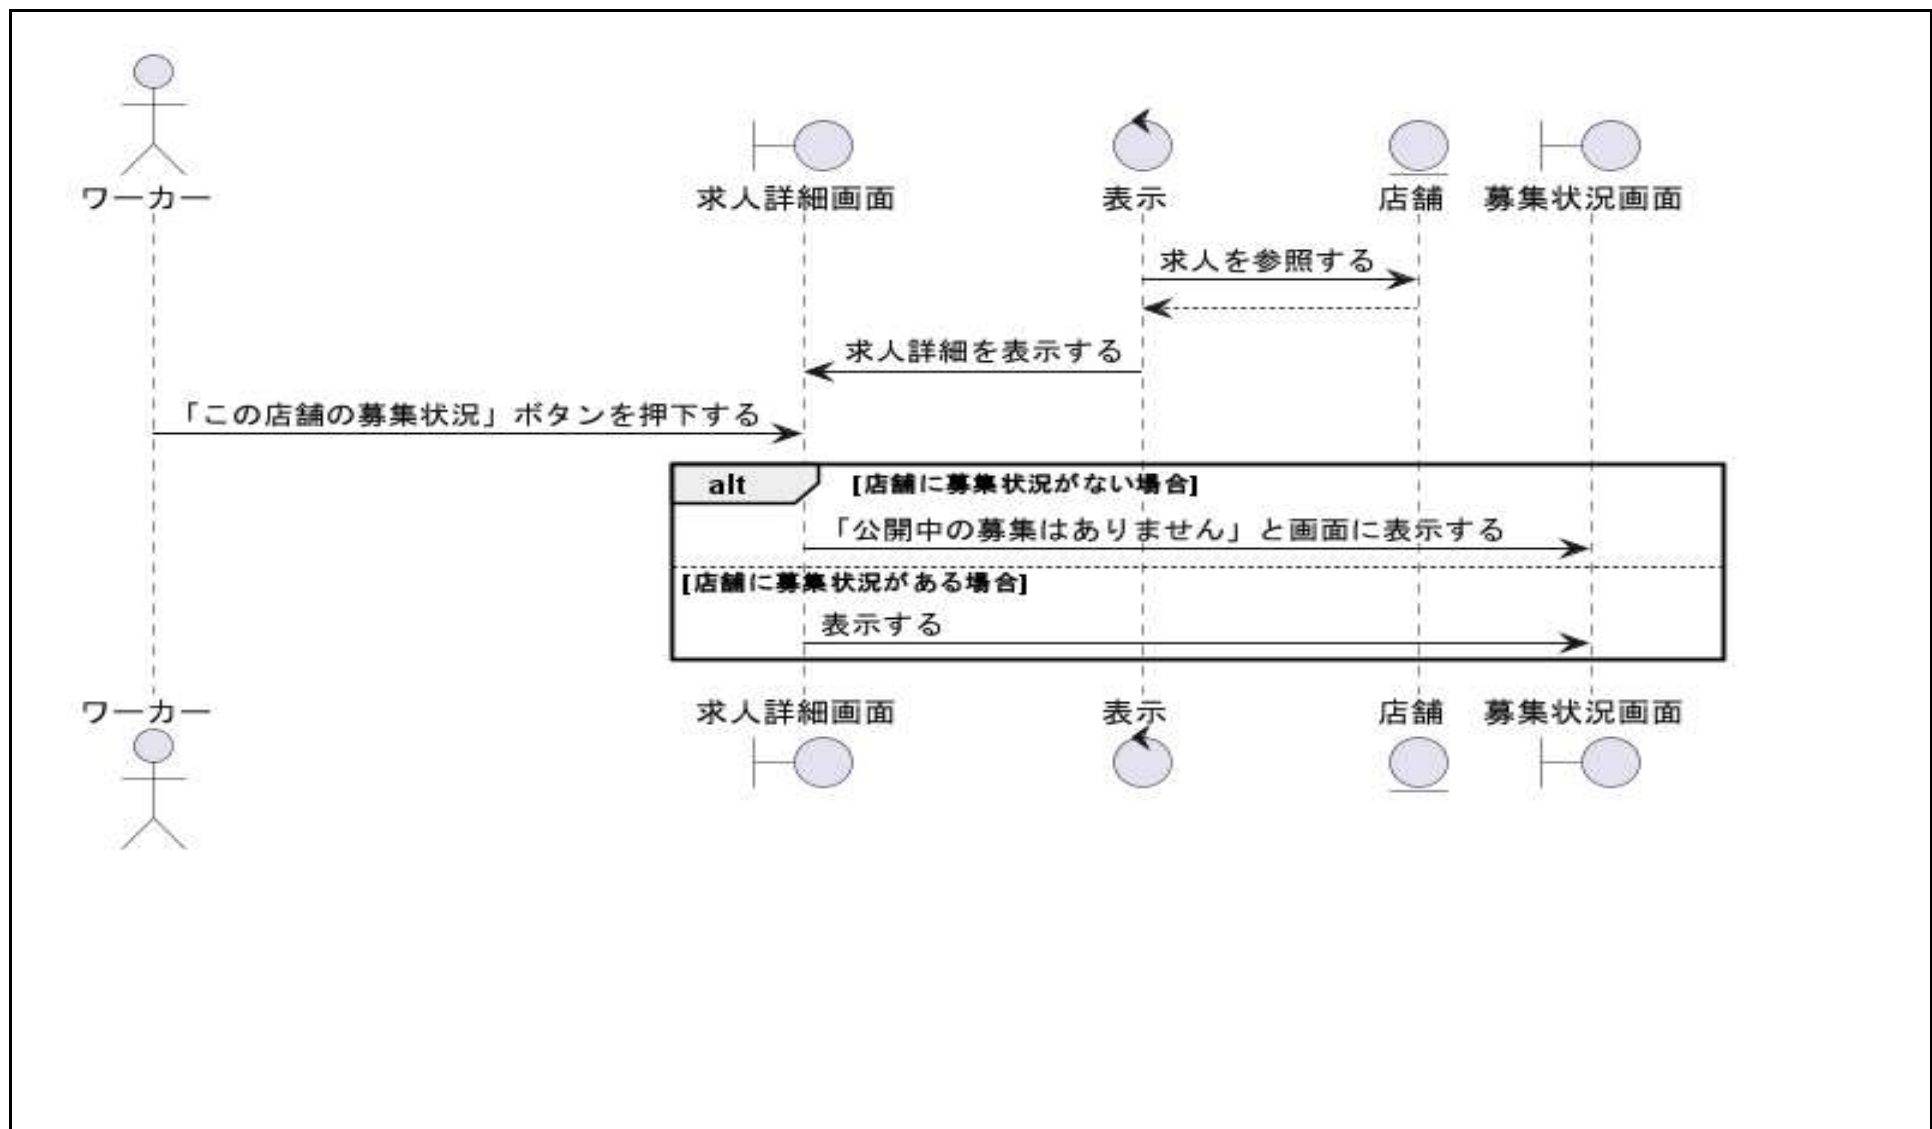 ワーカー
求人詳細画面
表示
店舗
募集状況画面
求人を参照する
求人詳細を表示する
「この店舗の募集状況」ボタンを押下する
alt
[店舗に募集状況がない場合]
「公開中の募集はありません」と画面に表示する
[店舗に募集状況がある場合]
表示する
ワーカー
求人詳細画面
表示
店舗
募集状況画面